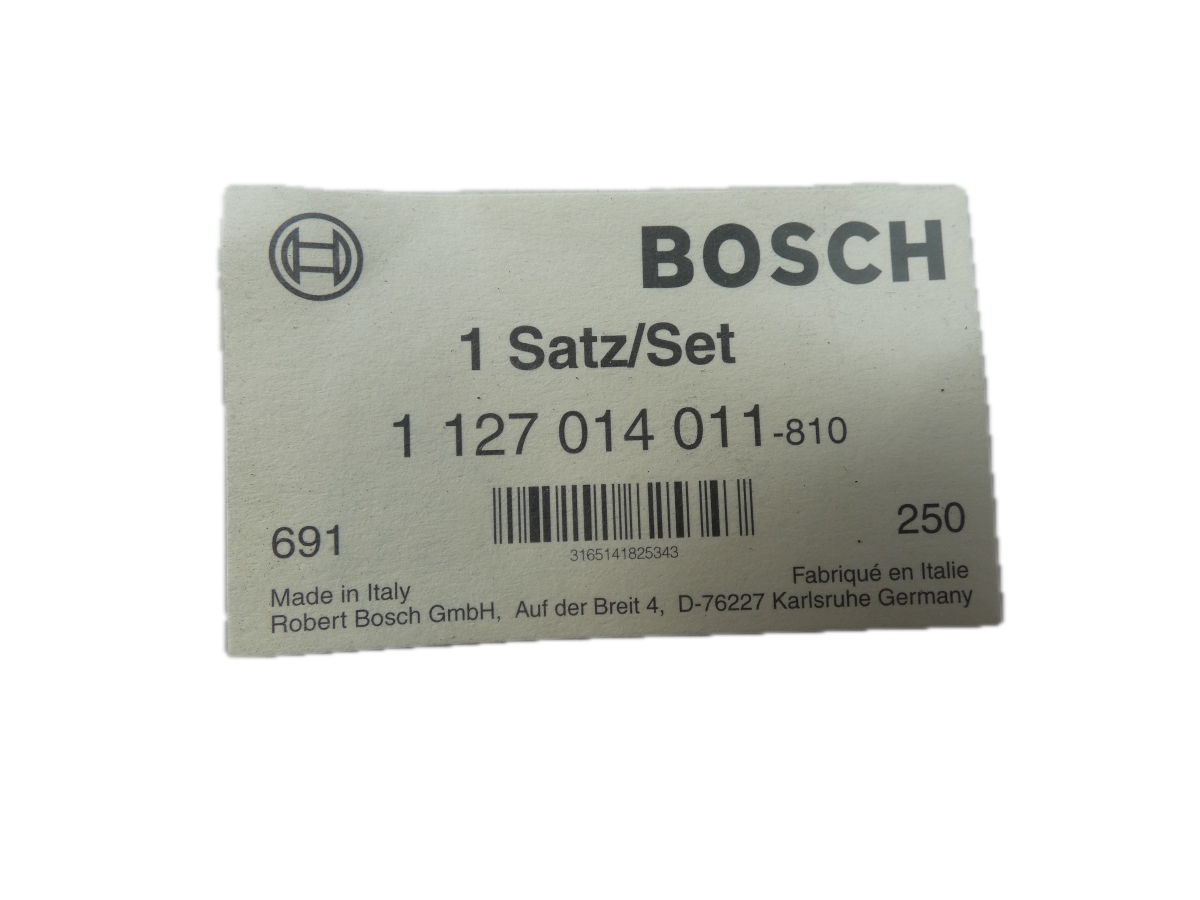 BOSCH
1 Satz/Set
1 127 014 011-810
3165141825343
691
250
Made in Italy
Fabriqué en Italie
Robert Bosch GmbH, Auf der Breit 4, D-76227 Karlsruhe Germany